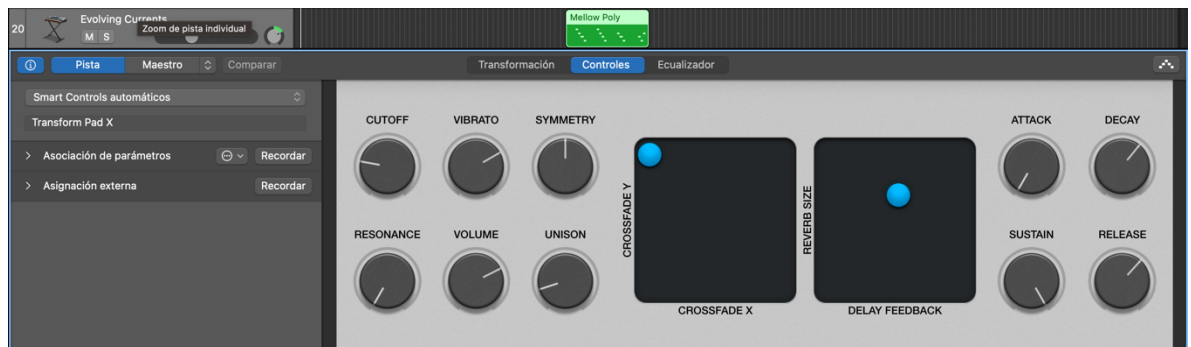 20
Evolving Currents
Zoom de pista individual
M S
Mellow Poly
Pista Maestro Comparar
Transformación Controles Ecualizador
Smart Controls automáticos
Transform Pad X
Asociación de parámetros Recordar
Asignación externa Recordar
CUTOFF VIBRATO SYMMETRY
RESONANCE VOLUME UNISON
CROSSFADE Y
CROSSFADE X
REVERB SIZE
DELAY FEEDBACK
ATTACK DECAY
SUSTAIN RELEASE